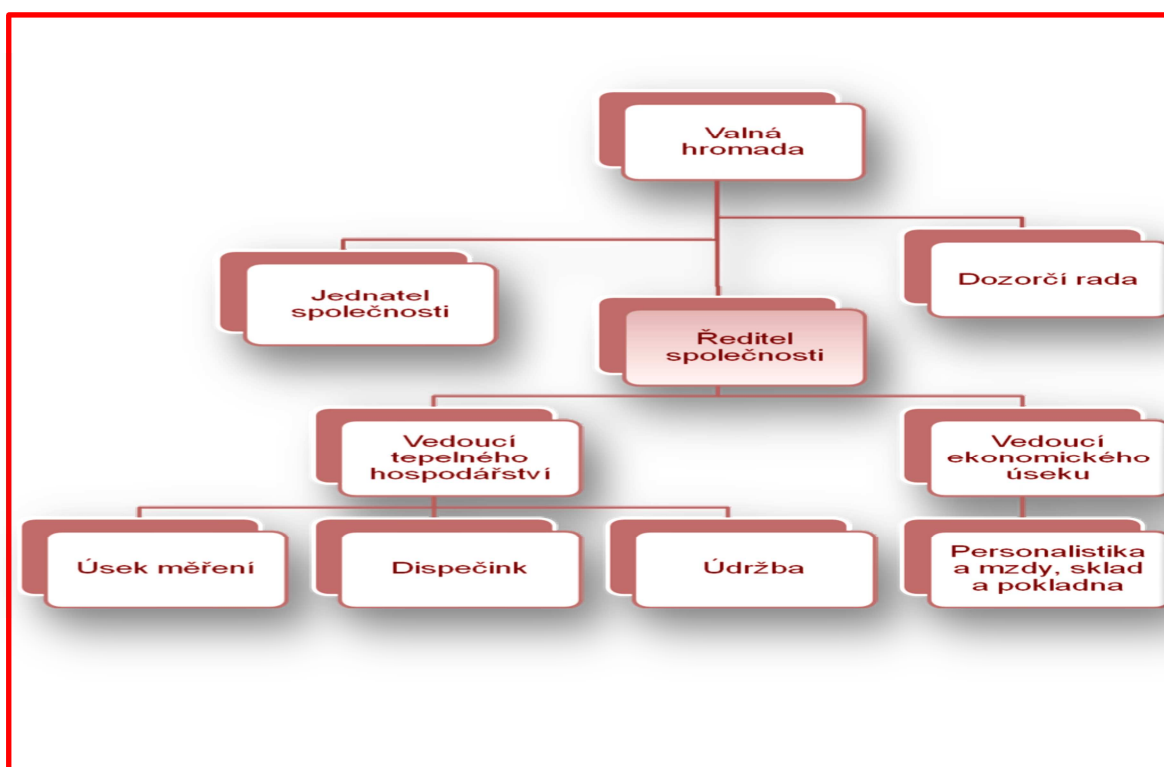 Valná
hromada
Jednatel
společnosti
Dozorčí rada
Ředitel
společnosti
Vedoucí
tepelného
hospodářství
Vedoucí
ekonomického
úseku
Úsek měření
Dispečink
Údržba
Personalistika
a mzdy, sklad
a pokladna